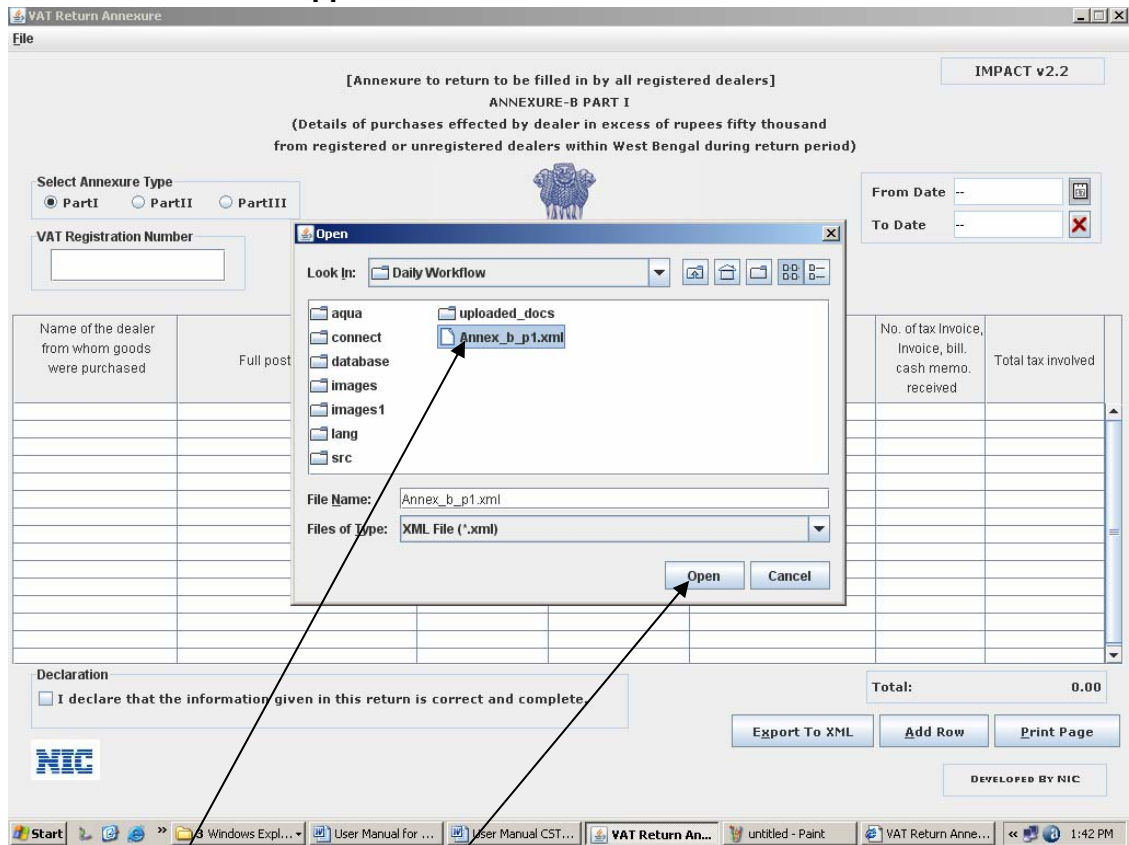 VAT Return Annexure
File
IMPACT v2.2
[Annexure to return to be filled in by all registered dealers]
ANNEXURE-B PART I
(Details of purchases effected by dealer in excess of rupees fifty thousand
from registered or unregistered dealers within West Bengal during return period)
Select Annexure Type
PartI PartII PartIII
From Date --
To Date --
VAT Registration Number
Open
Look In: Daily Workflow
aqua
connect
database
images
images1
lang
src
uploaded_docs
Annex_b_p1.xml
File Name: Annex_b_p1.xml
Files of Type: XML File (*.xml)
Open Cancel
Name of the dealer
from whom goods
were purchased
Full post
No. of tax Invoice,
Invoice, bill.
cash memo.
received
Total tax involved
Declaration
I declare that the information given in this return is correct and complete.
Total: 0.00
Export To XML Add Row Print Page
NIC
DEVELOPED BY NIC
Start » 3 Windows Expl... User Manual for ... User Manual CST... VAT Return An... untitled - Paint VAT Return Anne... « 1:42 PM